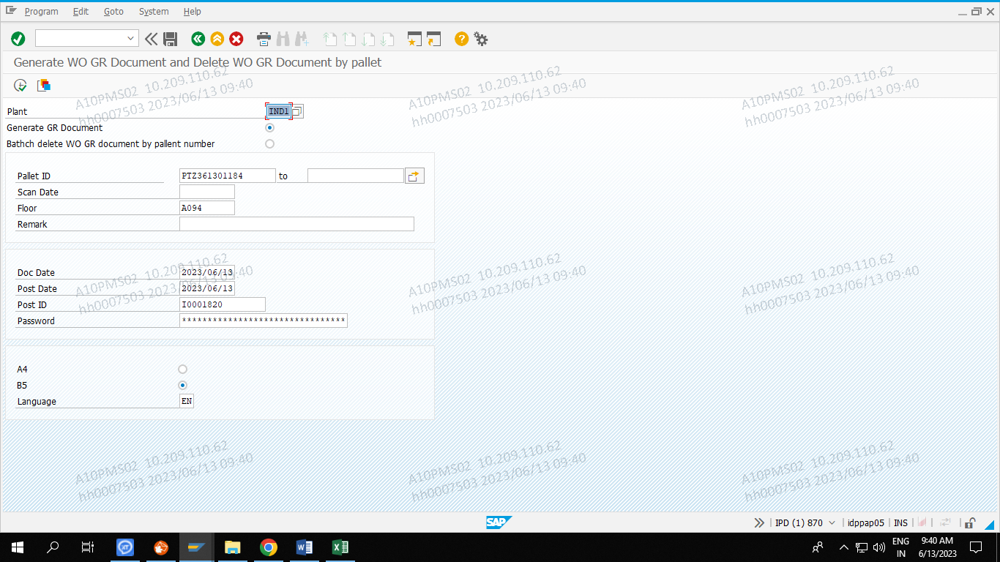 Program Edit Goto System Help
Generate WO GR Document and Delete WO GR Document by pallet
A10PMS02 10.209.110.62
hh0007503 2023/06/13 09:40
A10PMS02 10.209.110.62
hh0007503 2023/06/13 09:40
A10PMS02 10.209.110.62
hh0007503 2023/06/13 09:40
Plant IND1
Generate GR Document
Bathch delete WO GR document by pallent number
Pallet ID PTZ361301184 to
Scan Date
Floor A094
Remark
Doc Date 2023/06/13
Post Date 2023/06/13
Post ID I0001820
Password ********************************
A10PMS02 10.209.110.62
hh0007503 2023/06/13 09:40
A10PMS02 10.209.110.62
hh0007503 2023/06/13 09:40
A10PMS02 10.209.110.62
hh0007503 2023/06/13 09:40
A4
B5
Language EN
A10PMS02 10.209.110.62
hh0007503 2023/06/13 09:40
A10PMS02 10.209.110.62
hh0007503 2023/06/13 09:40
A10PMS02 10.209.110.62
hh0007503 2023/06/13 09:40
SAP IPD (1) 870 idppap05 INS
ENG 9:40 AM
IN 6/13/2023